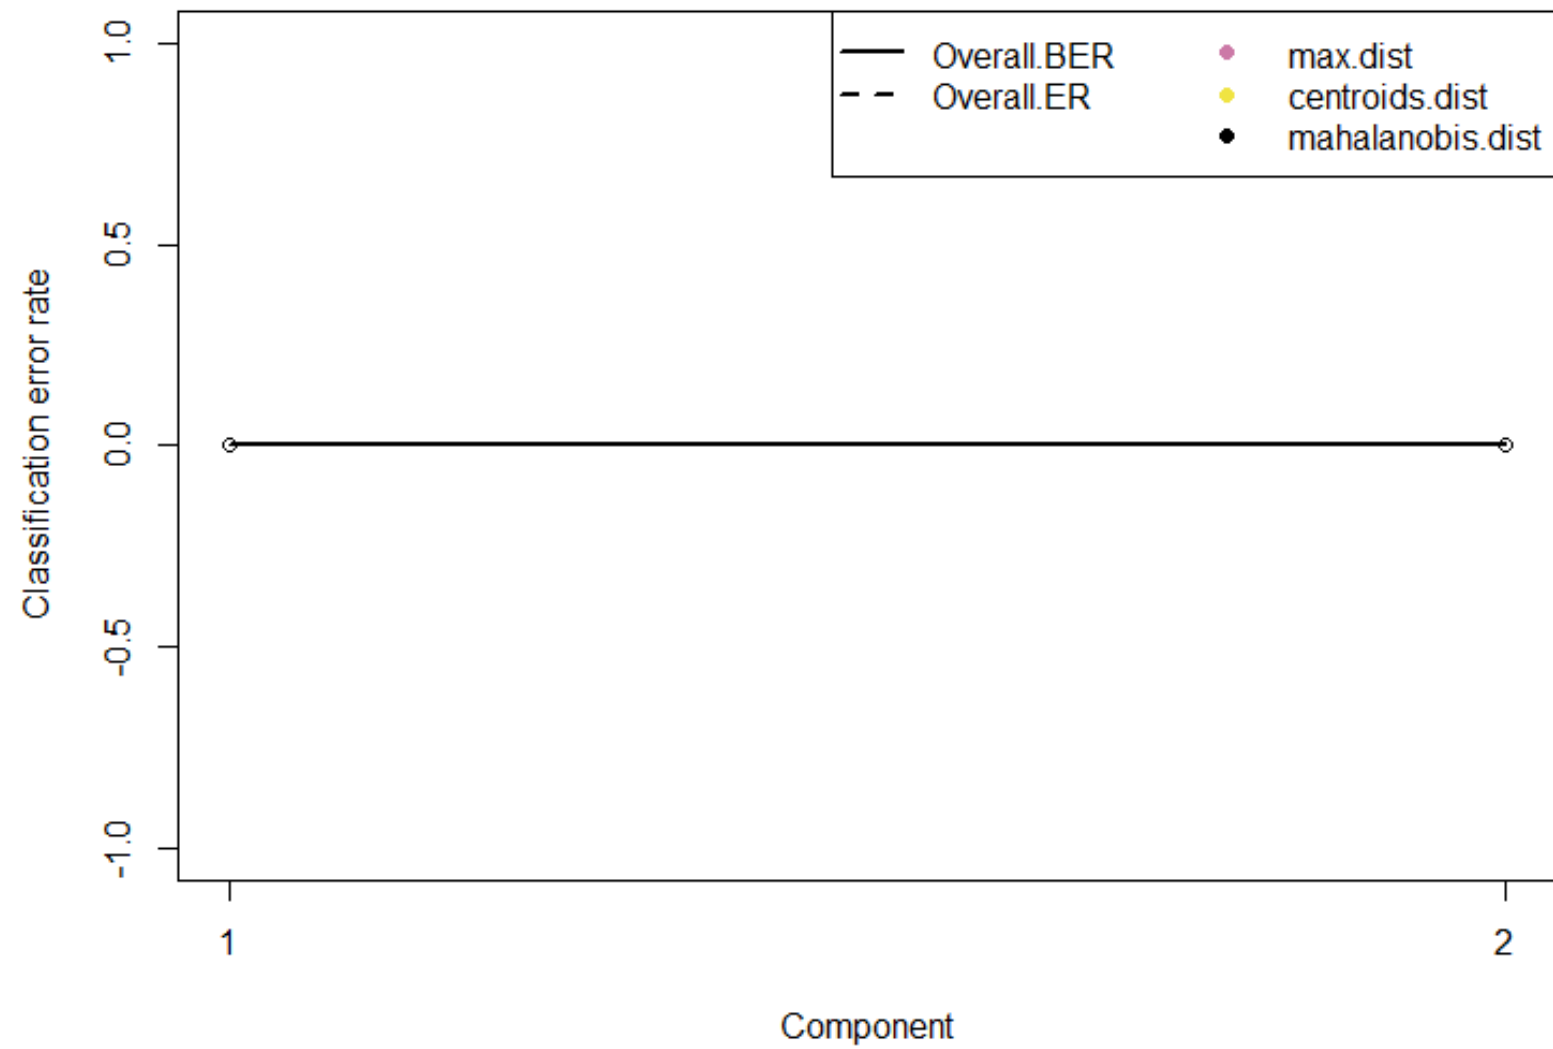 Overall.BER
Overall.ER
max.dist
centroids.dist
mahalanobis.dist
Classification error rate
1.0
0.5
0.0
-0.5
-1.0
1
2
Component